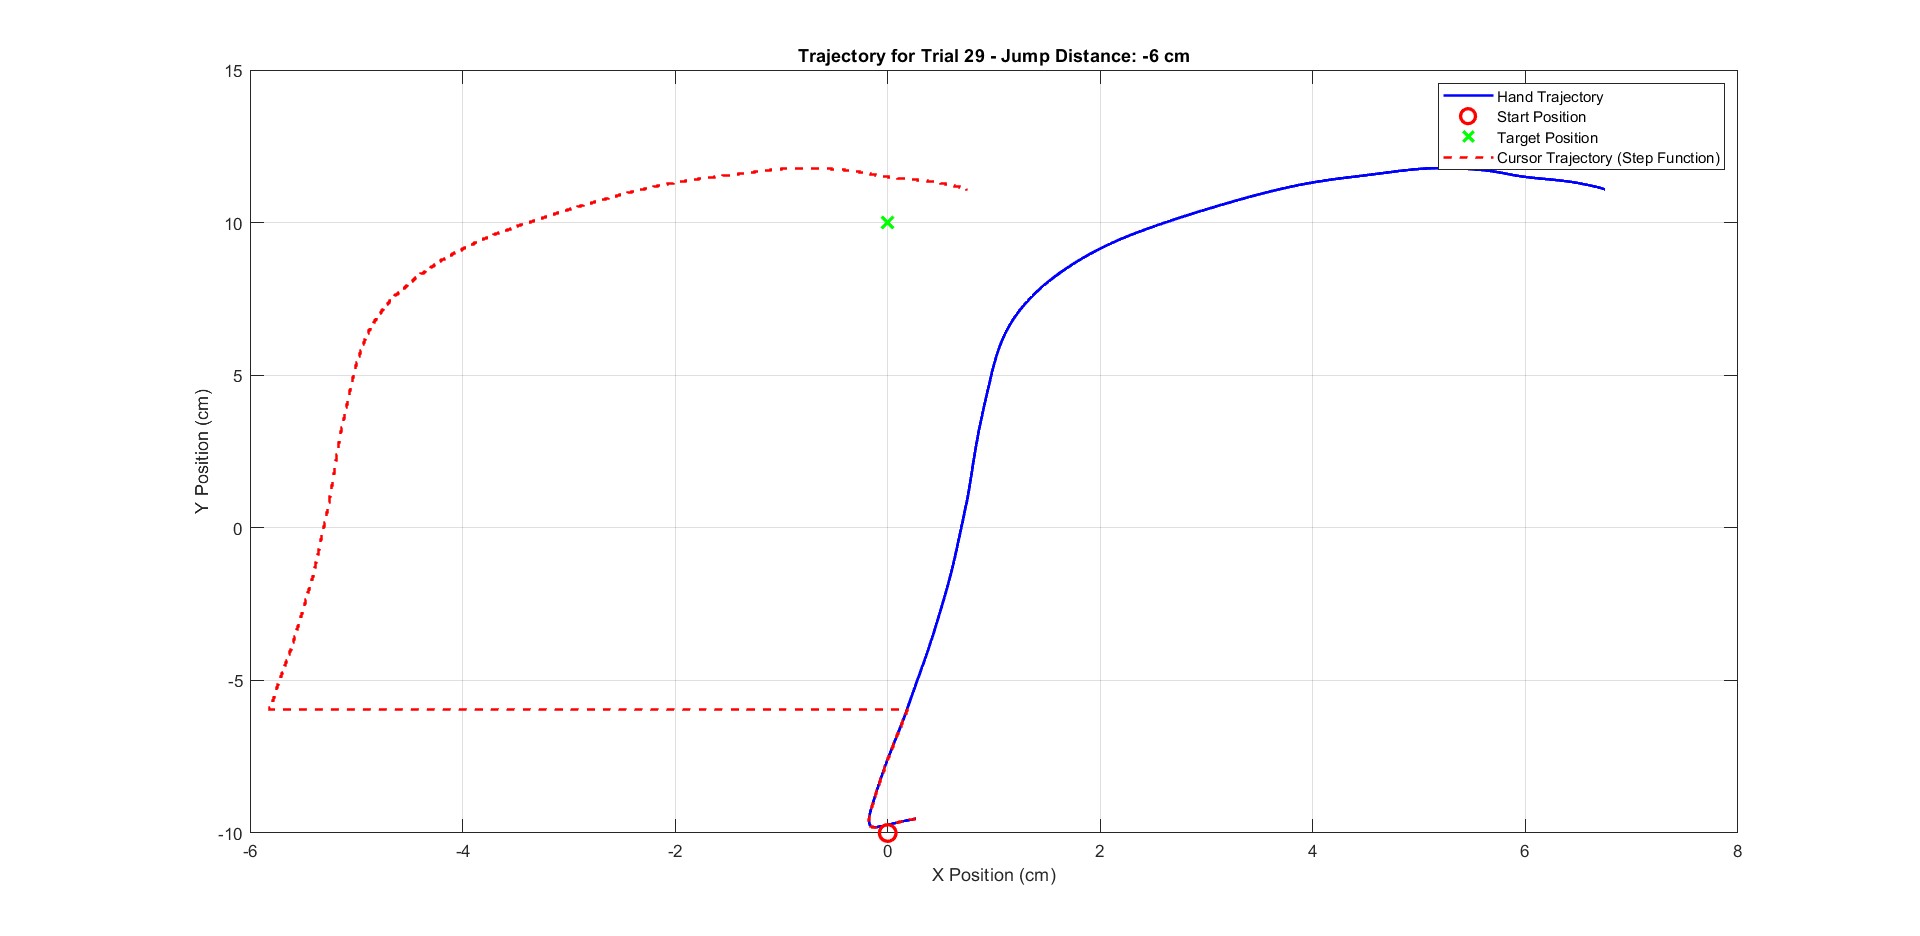 Trajectory for Trial 29 - Jump Distance: -6 cm
Hand Trajectory
Start Position
Target Position
Cursor Trajectory (Step Function)
Y Position (cm)
15
10
5
0
-5
-10
-6
-4
-2
0
2
4
6
8
X Position (cm)